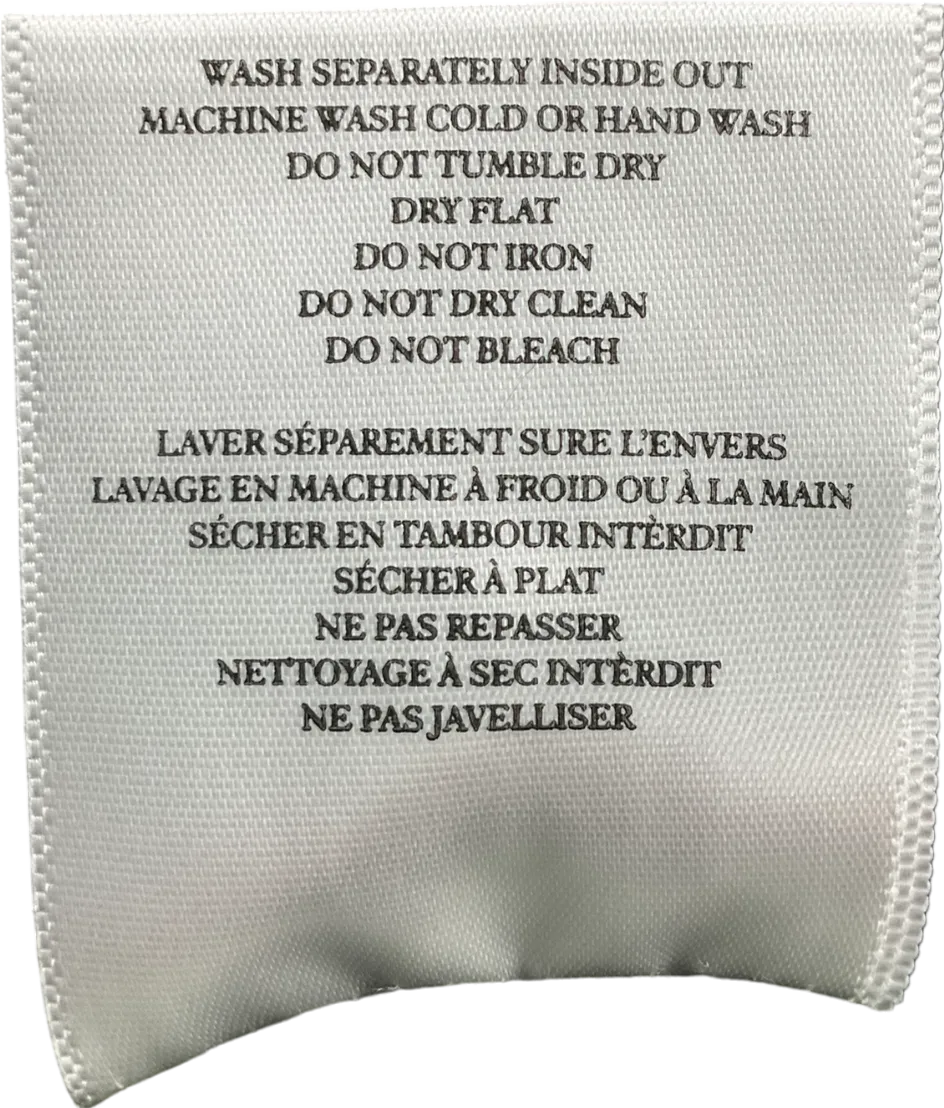 WASH SEPARATELY INSIDE OUT
MACHINE WASH COLD OR HAND WASH
DO NOT TUMBLE DRY
DRY FLAT
DO NOT IRON
DO NOT DRY CLEAN
DO NOT BLEACH
LAVER SÉPAREMENT SURE L'ENVERS
LAVAGE EN MACHINE À FROID OU À LA MAIN
SÉCHER EN TAMBOUR INTÈRDIT
SÉCHER À PLAT
NE PAS REPASSER
NETTOYAGE À SEC INTÈRDIT
NE PAS JAVELLISER